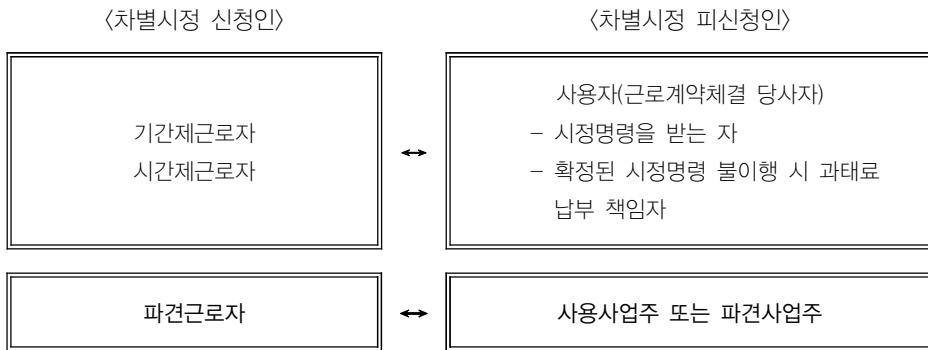 〈차별시정 신청인〉
〈차별시정 피신청인〉
기간제근로자
시간제근로자
↔
사용자(근로계약체결 당사자)
– 시정명령을 받는 자
– 확정된 시정명령 불이행 시 과태료
납부 책임자
파견근로자
↔
사용사업주 또는 파견사업주